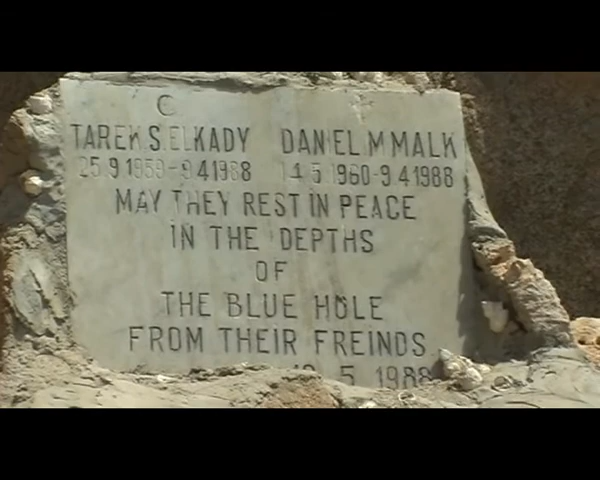 TAREK S ELKADY DANIEL M MALK
25.9.1959-9.4.1988 14.5.1960-9.4.1988
MAY THEY REST IN PEACE
IN THE DEPTHS
OF
THE BLUE HOLE
FROM THEIR FREINDS
5 1988